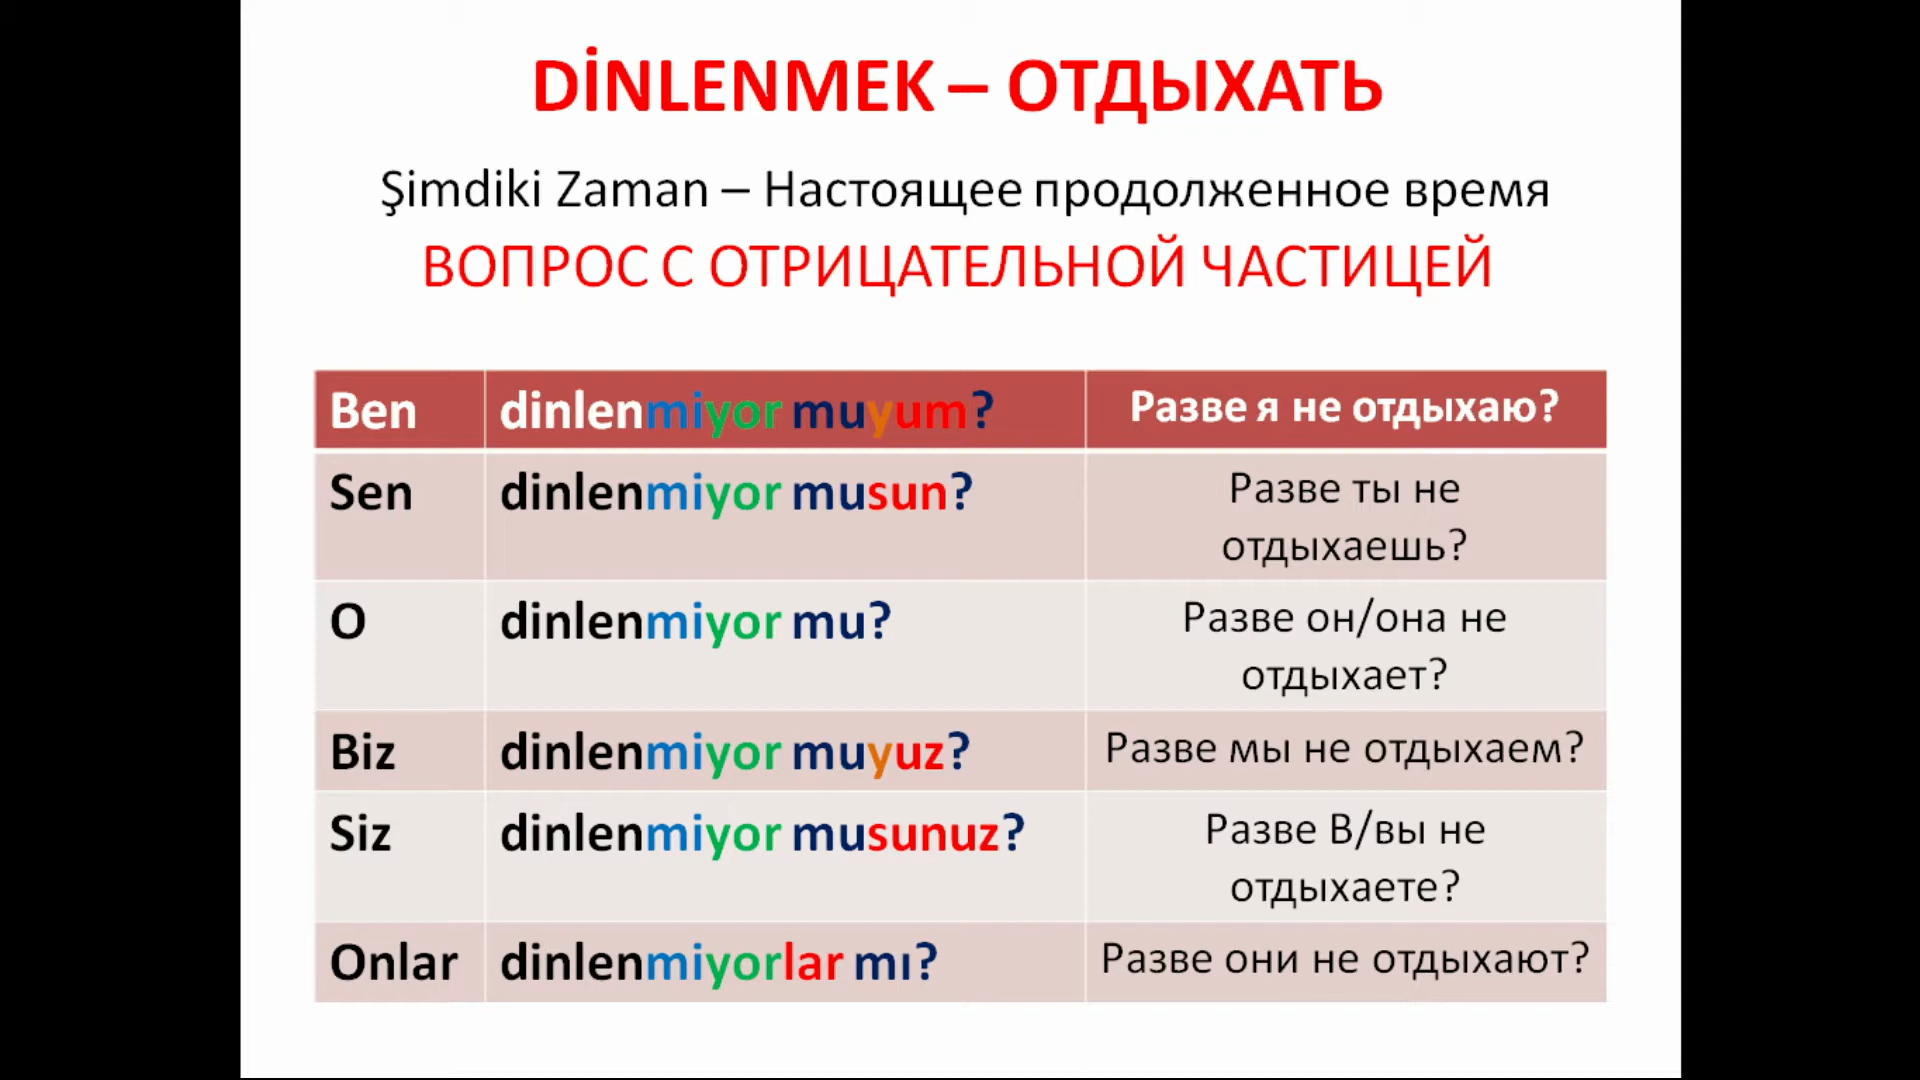 DİNLENMEK – ОТДЫХАТЬ
Şimdiki Zaman – Настоящее продолженное время
ВОПРОС С ОТРИЦАТЕЛЬНОЙ ЧАСТИЦЕЙ
Ben dinlenmiyor muyum? Разве я не отдыхаю?
Sen dinlenmiyor musun? Разве ты не
отдыхаешь?
O dinlenmiyor mu? Разве он/она не
отдыхает?
Biz dinlenmiyor muyuz? Разве мы не отдыхаем?
Siz dinlenmiyor musunuz? Разве В/вы не
отдыхаете?
Onlar dinlenmiyorlar mı? Разве они не отдыхают?